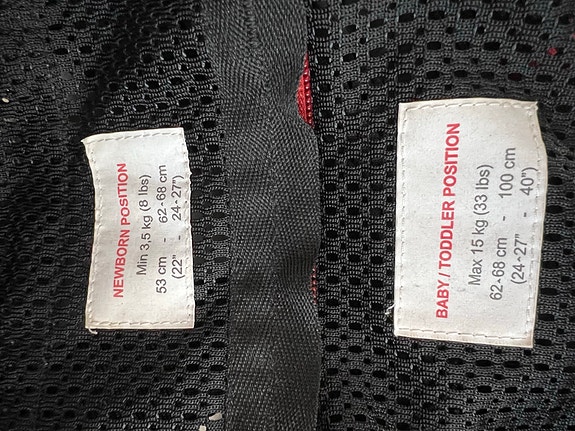 NEWBORN POSITION
Min 3,5 kg (8 lbs)
53 cm - 62-68 cm
(22" - 24-27")
BABY / TODDLER POSITION
Max 15 kg (33 lbs)
62-68 cm - 100 cm
(24-27" - 40")